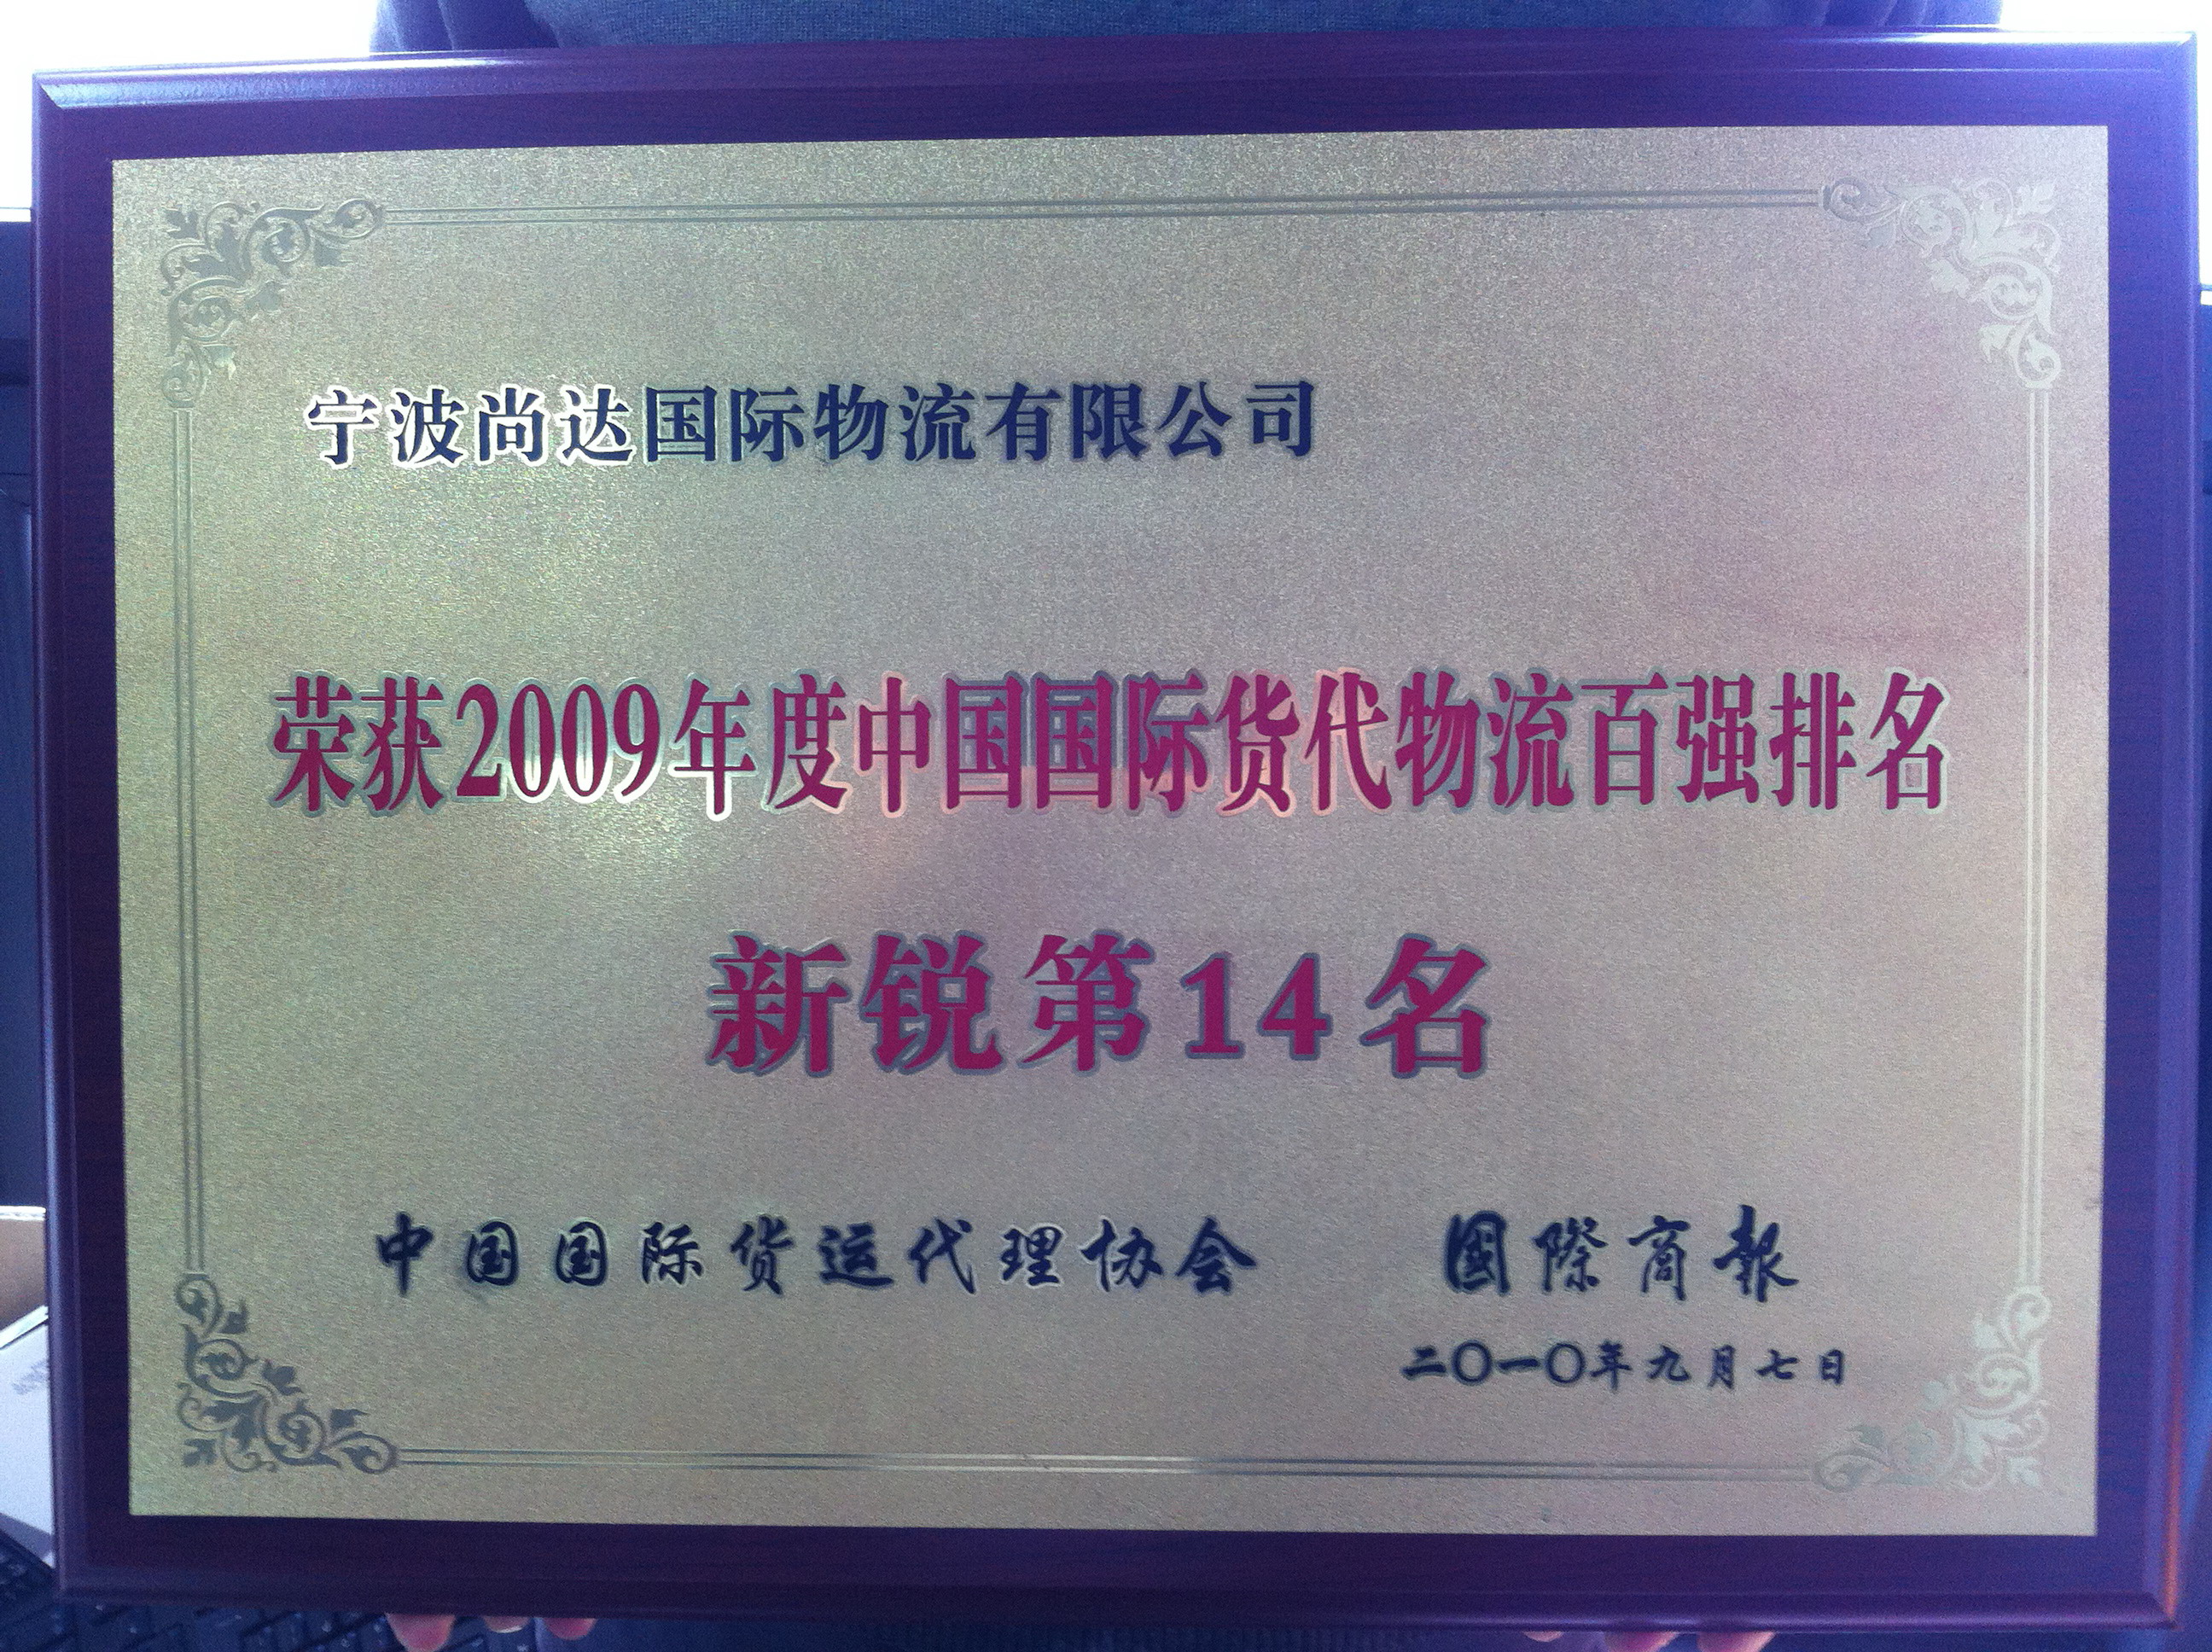 宁波尚达国际物流有限公司
荣获2009年度中国国际货代物流百强排名
新锐第14名
中国国际货运代理协会 國際商報
二〇一〇年九月七日